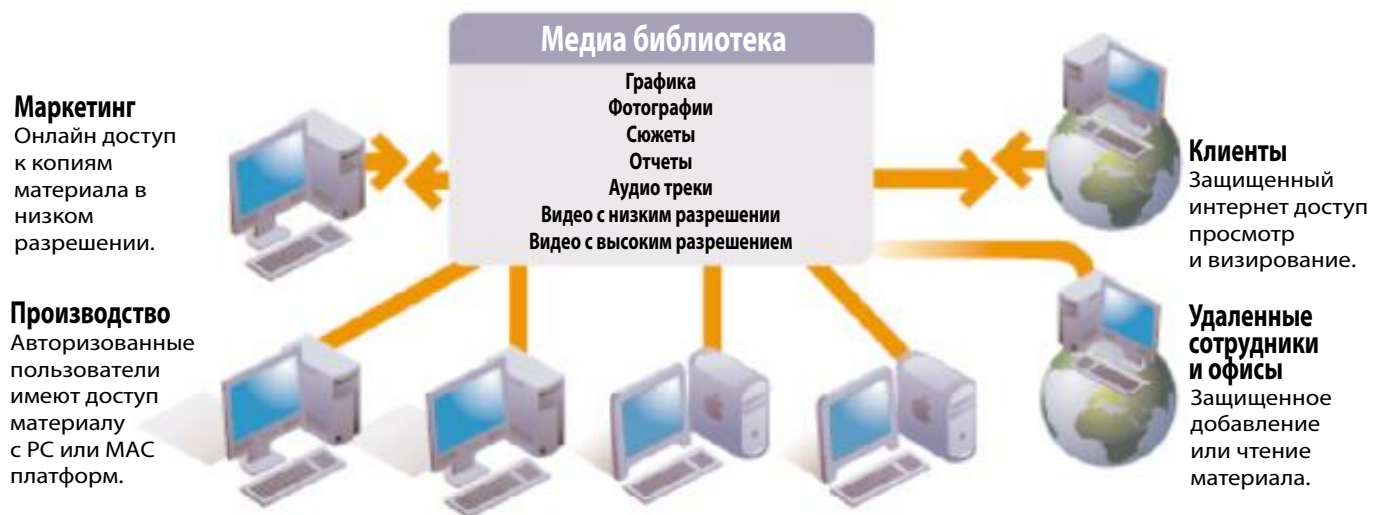 Медиа библиотека
Графика
Фотографии
Сюжеты
Отчеты
Аудио треки
Видео с низким разрешении
Видео с высоким разрешением
Маркетинг
Онлайн доступ
к копиям
материала в
низком
разрешении.
Производство
Авторизованные
пользователи
имеют доступ
материалу
с PC или MAC
платформ.
Клиенты
Защищенный
интернет доступ
просмотр
и визирование.
Удаленные
сотрудники
и офисы
Защищенное
добавление
или чтение
материала.